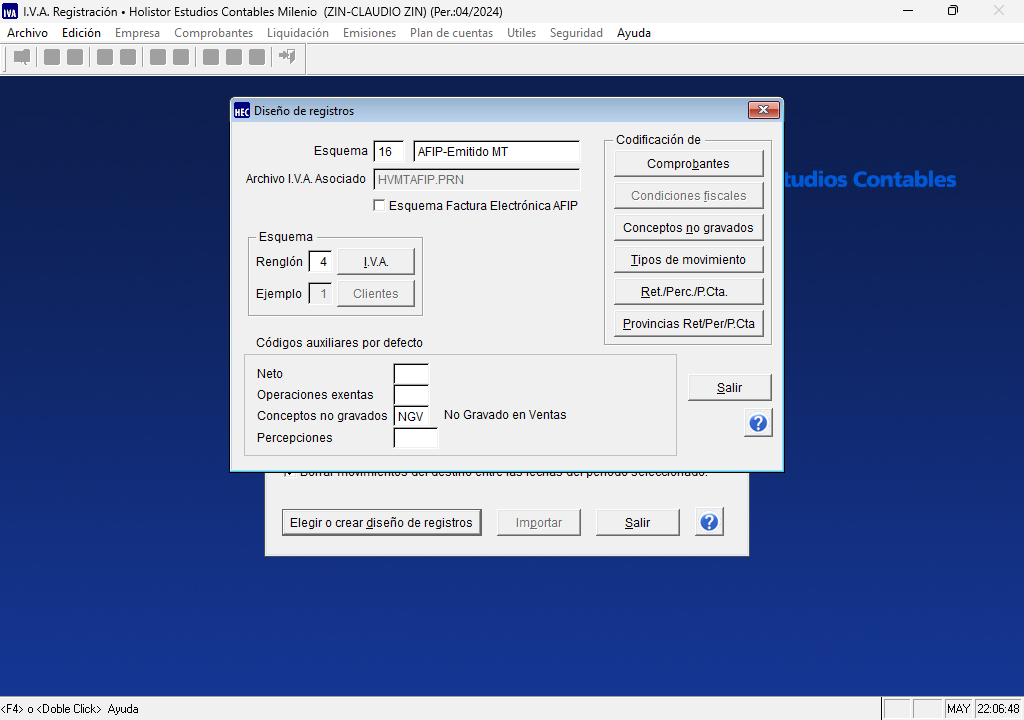 IVA I.V.A. Registración • Holistor Estudios Contables Milenio (ZIN-CLAUDIO ZIN) (Per.:04/2024)
Archivo Edición Empresa Comprobantes Liquidación Emisiones Plan de cuentas Utiles Seguridad Ayuda
HEC Diseño de registros
Esquema 16 AFIP-Emitido MT
Archivo I.V.A. Asociado HVMTAFIP.PRN
Esquema Factura Electrónica AFIP
Esquema
Renglón 4 I.V.A.
Ejemplo 1 Clientes
Codificación de
Comprobantes
Condiciones fiscales
Conceptos no gravados
Tipos de movimiento
Ret./Perc./P.Cta.
Provincias Ret/Per/P.Cta
tudios Contables
Códigos auxiliares por defecto
Neto
Operaciones exentas
Conceptos no gravados NGV No Gravado en Ventas
Percepciones
Salir
?
Borrar movimientos del destino entre las fechas del período seleccionado.
Elegir o crear diseño de registros Importar Salir ?
<F4> o <Doble Click> Ayuda MAY 22:06:48